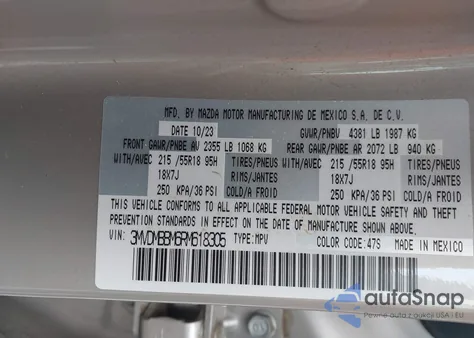 MFD. BY MAZDA MOTOR MANUFACTURING DE MEXICO S.A. DE C.V.
DATE 10/23 GVWR/PNBV 4381 LB 1987 KG
FRONT GAWR/PNBE AV 2355 LB 1068 KG REAR GAWR/PNBE AR 2072 LB 940 KG
WITH/AVEC 215 /55R18 95H TIRES/PNEUS WITH/AVEC 215 /55R18 95H TIRES/PNEUS
18X7J RIMS/JANTES 18X7J RIMS/JANTES
250 KPA/36 PSI COLD/A FROID 250 KPA/36 PSI COLD/A FROID
THIS VEHICLE CONFORMS TO ALL APPLICABLE FEDERAL MOTOR VEHICLE SAFETY AND THEFT
PREVENTION STANDARDS IN EFFECT ON THE DATE OF MANUFACTURE SHOWN ABOVE.
VIN: 3MVDMBBM6RM618305 TYPE: MPV COLOR CODE: 47S MADE IN MEXICO
autoSnap
Pewne auta z aukcji USA i EU